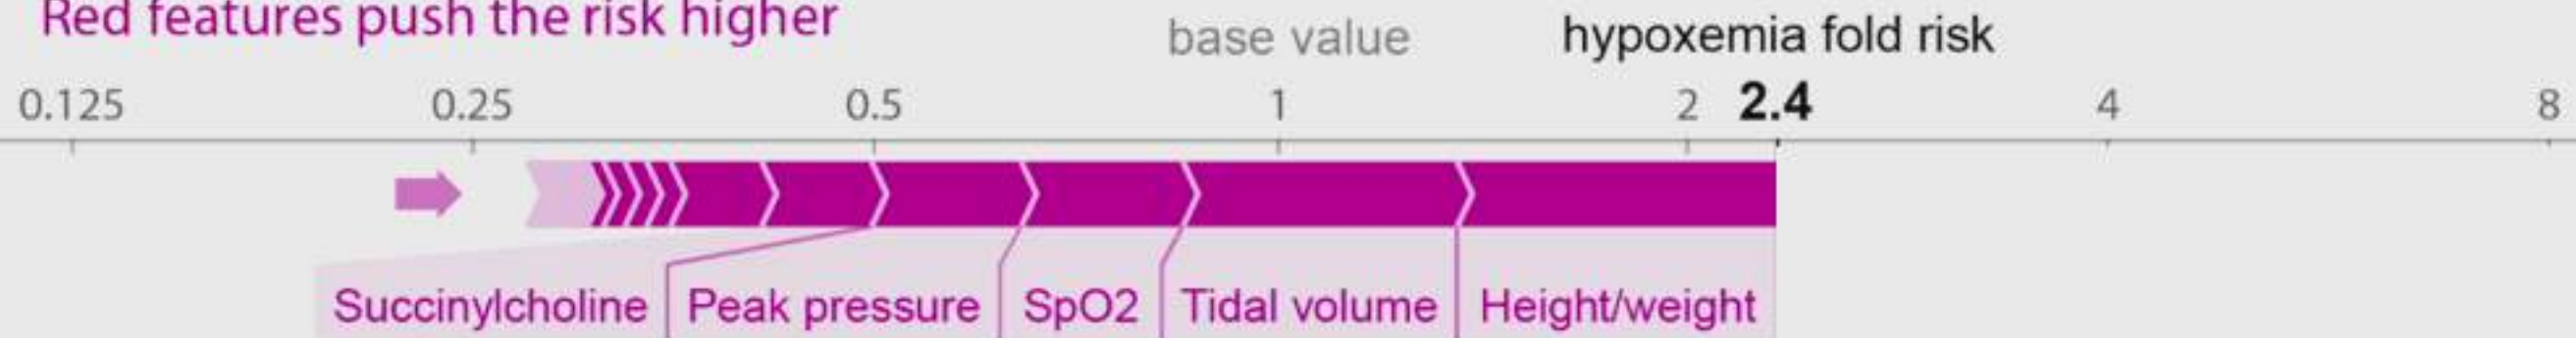 Red features push the risk higher
base value hypoxemia fold risk
0.125 0.25 0.5 1 2 2.4 4 8
Succinylcholine Peak pressure SpO2 Tidal volume Height/weight